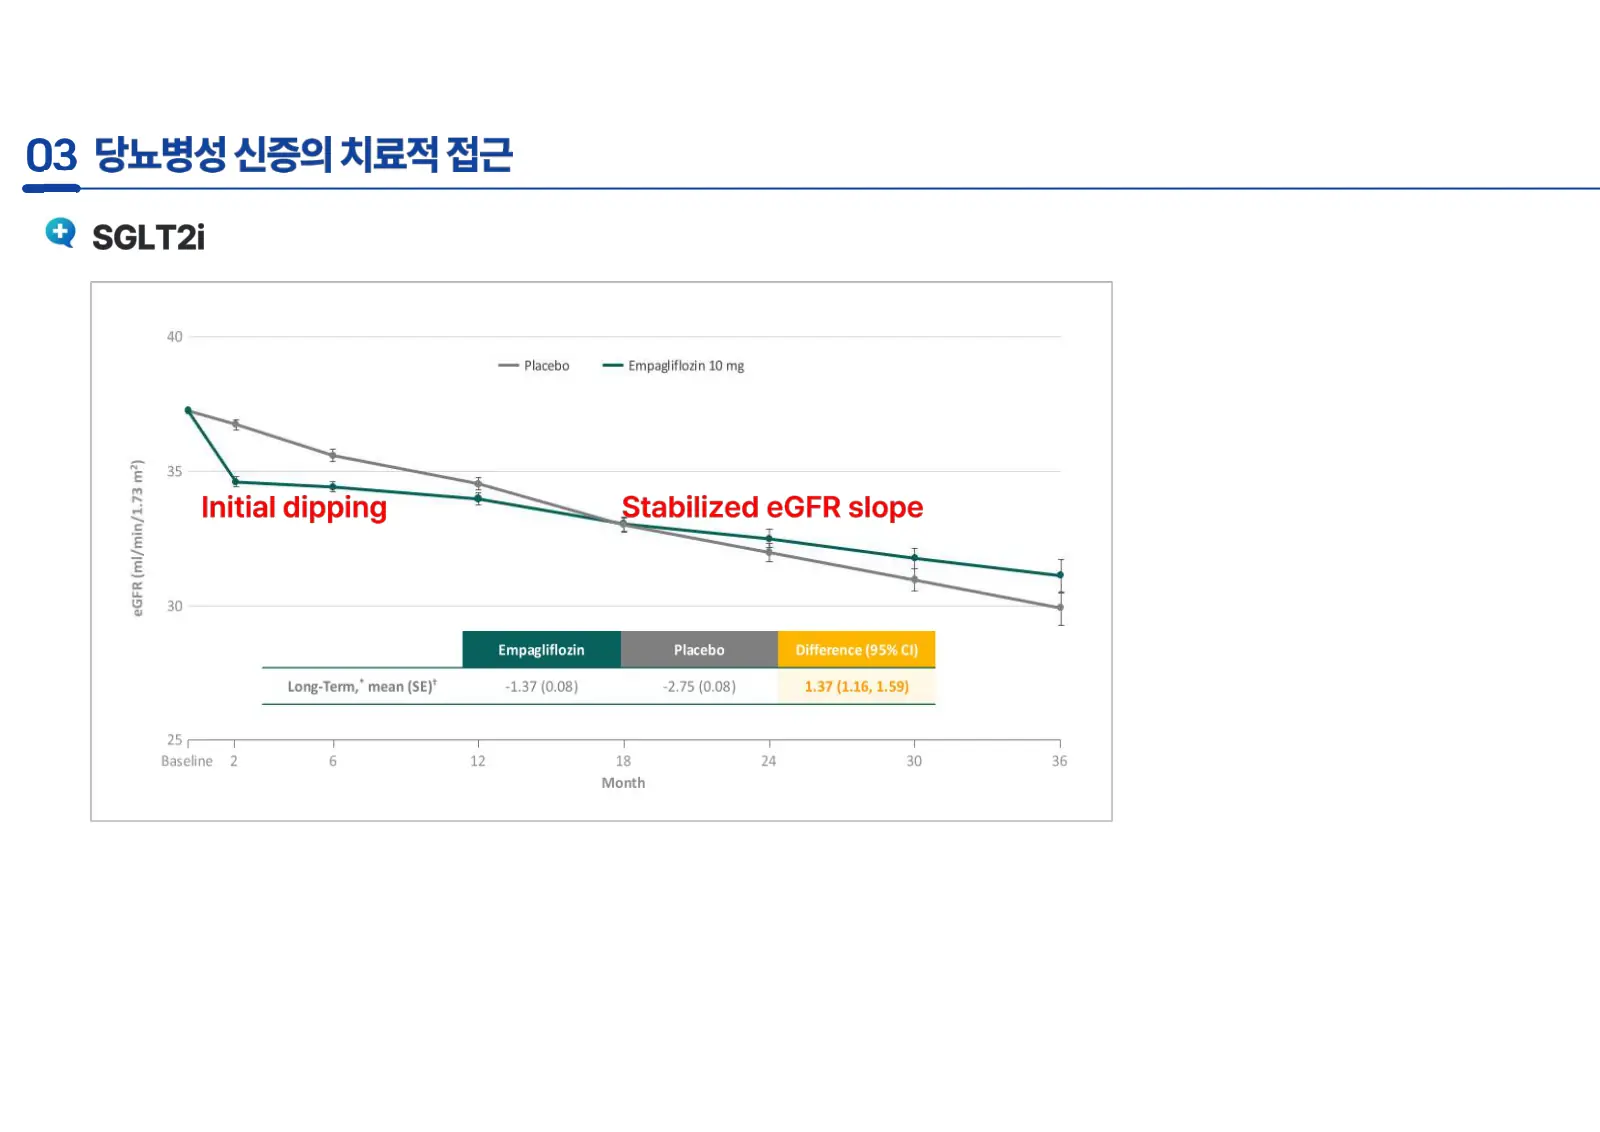 03 당뇨병성 신증의 치료적 접근
SGLT2i
40
Placebo
Empagliflozin 10 mg
35
Initial dipping
Stabilized eGFR slope
eGFR (ml/min/1.73 m²)
30
Empagliflozin Placebo Difference (95% CI)
Long-Term,* mean (SE)† -1.37 (0.08) -2.75 (0.08) 1.37 (1.16, 1.59)
25
Baseline 2 6 12 18 24 30 36
Month